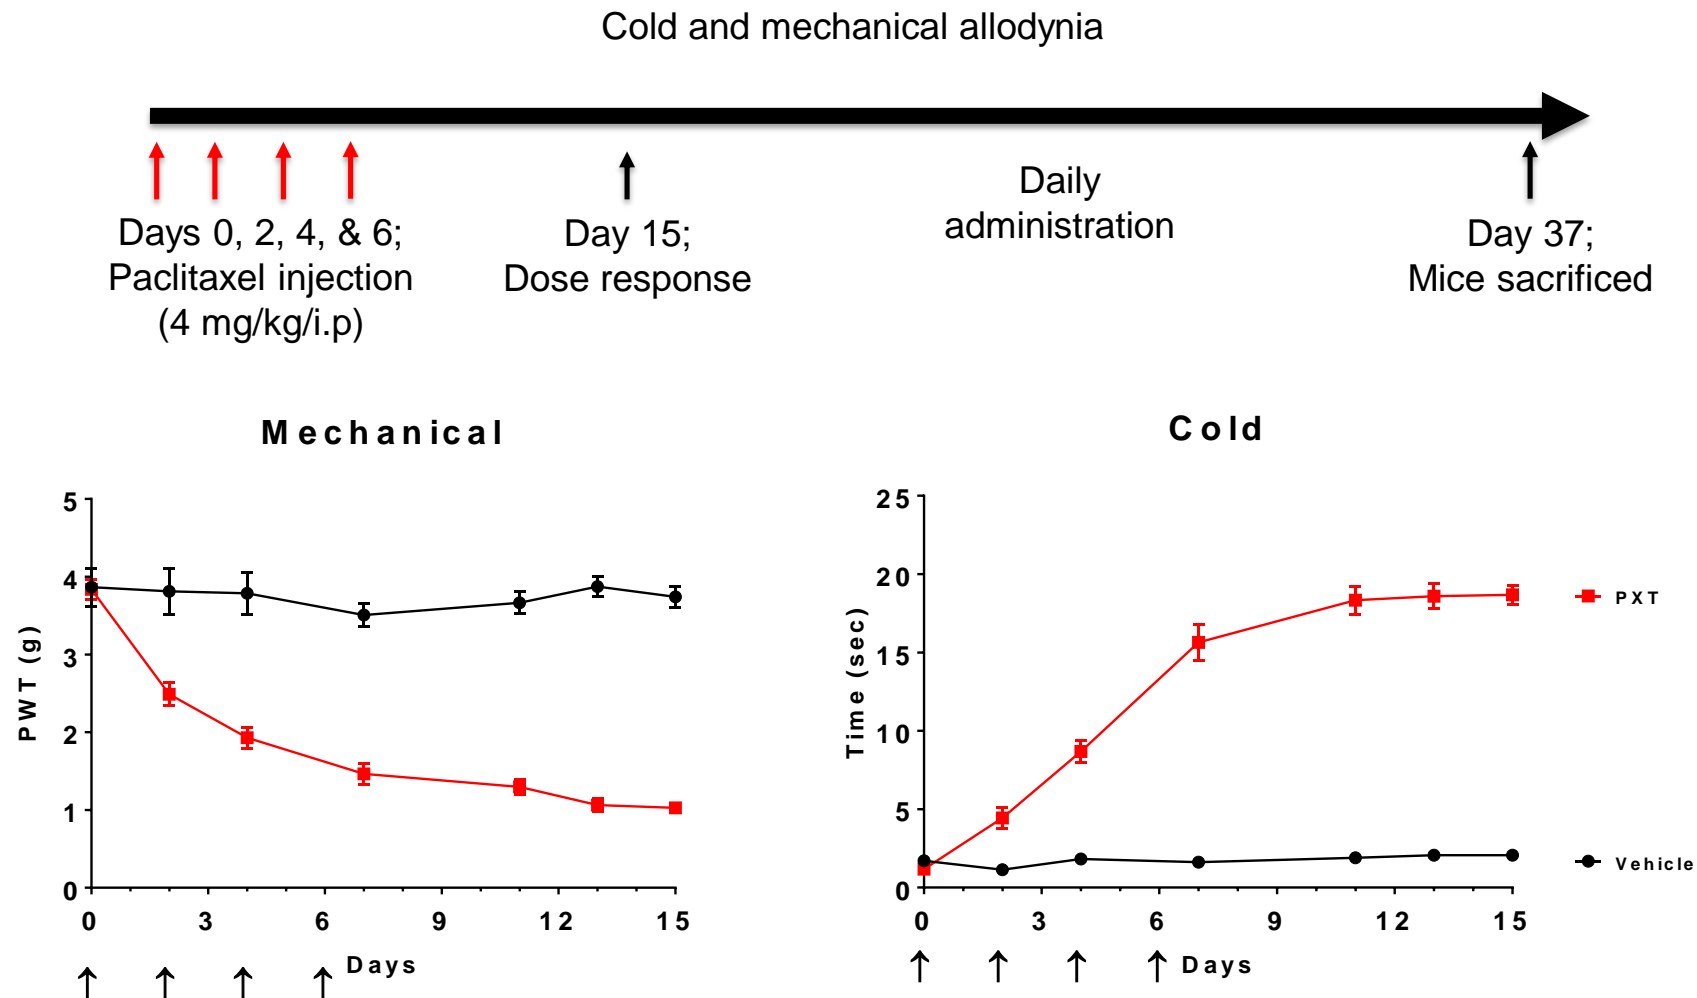 Cold and mechanical allodynia
Days 0, 2, 4, & 6;
Paclitaxel injection
(4 mg/kg/i.p)
Day 15;
Dose response
Daily
administration
Day 37;
Mice sacrificed
Mechanical
PWT (g)
5
4
3
2
1
0
0 3 6 9 12 15
Days
Cold
Time (sec)
25
20
15
10
5
0
0 3 6 9 12 15
Days
PXT
Vehicle